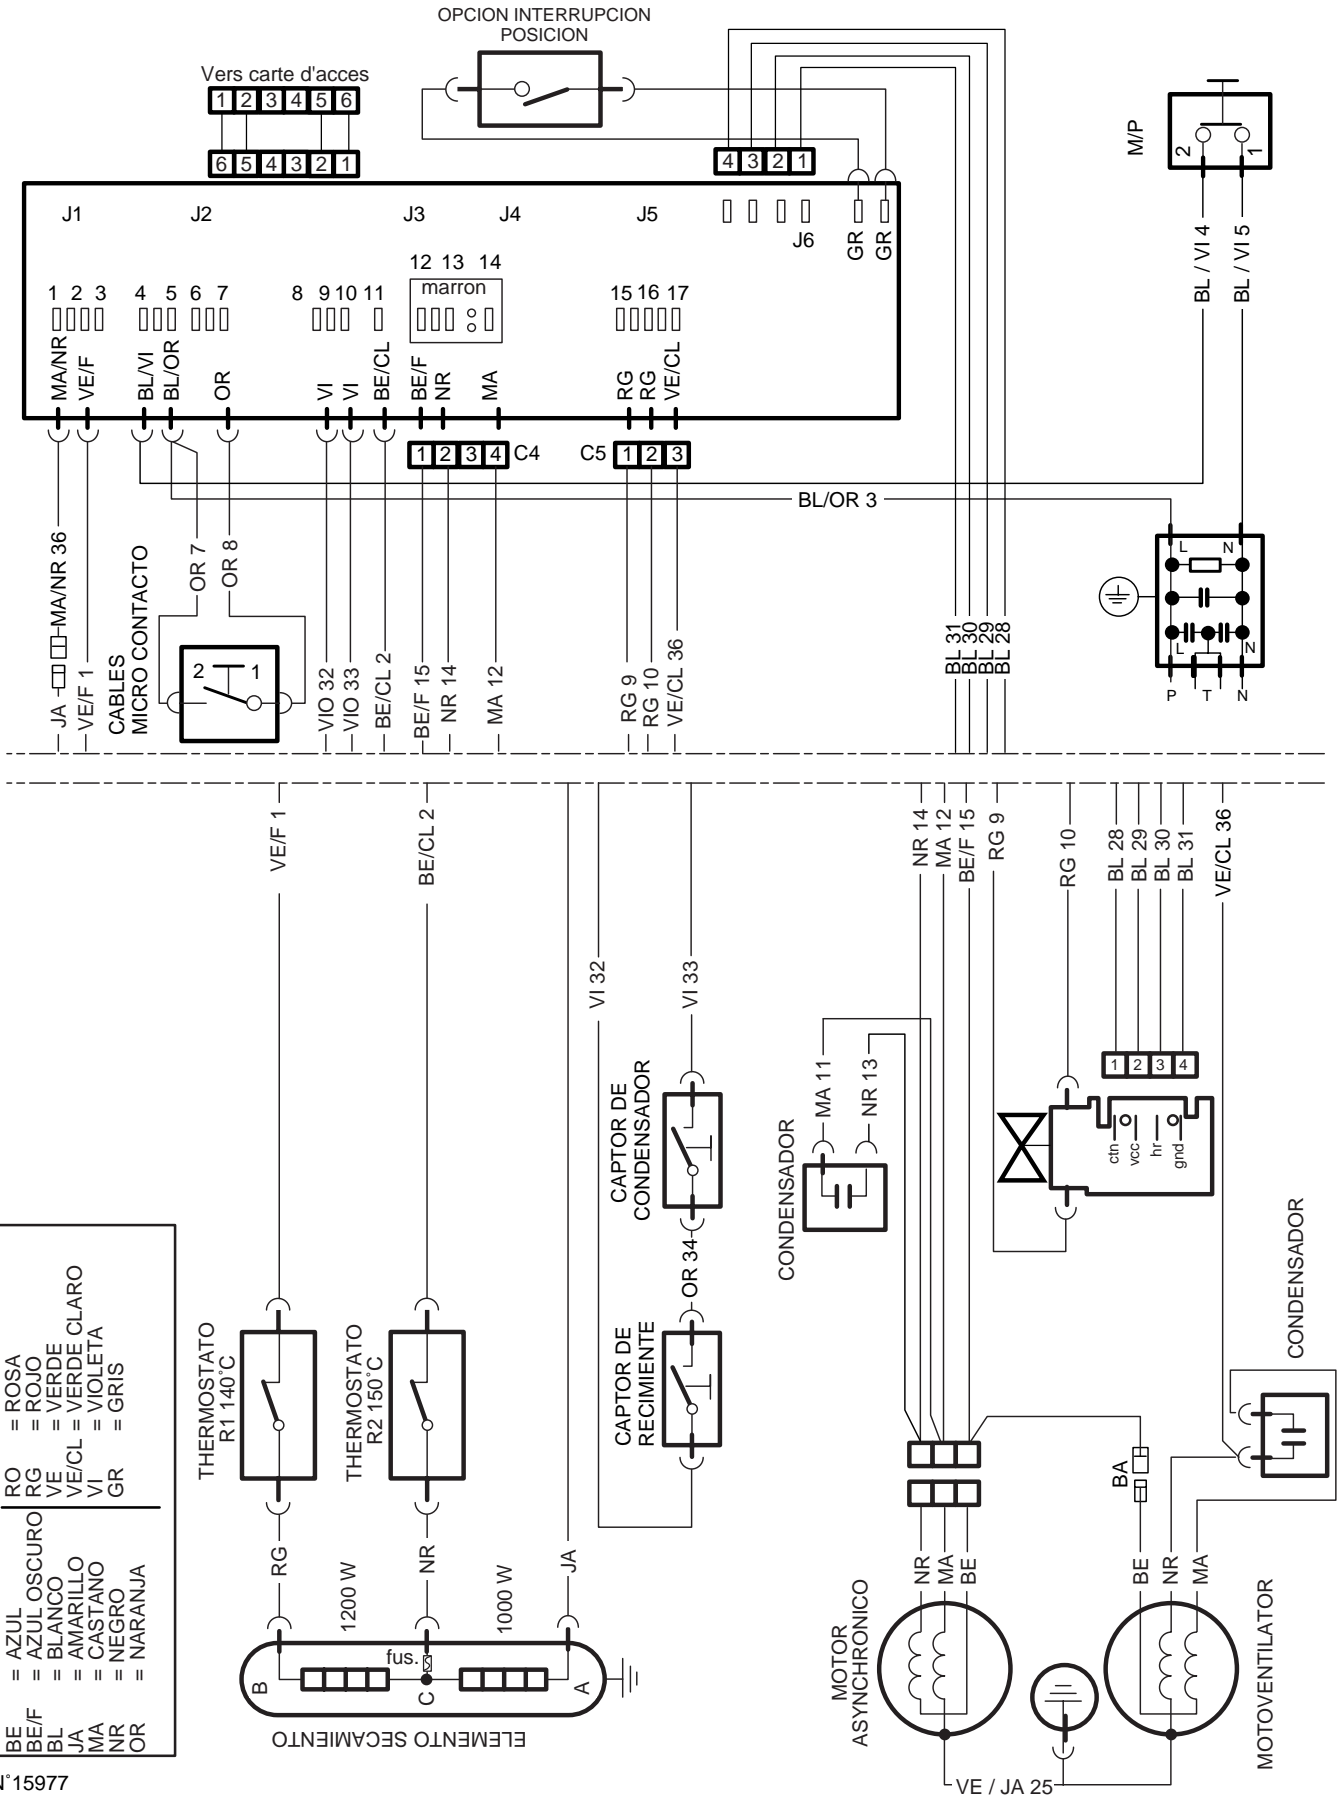 OPCION INTERRUPCION
POSICION
Vers carte d'acces
1 2 3 4 5 6
6 5 4 3 2 1
4 3 2 1
M/P
2 1
J1 J2 J3 J4 J5 J6
GR GR
12 13 14
marron
1 2 3 4 5 6 7 8 9 10 11 15 16 17
MA/NR VE/F BL/VI BL/OR OR VI VI BE/CL BE/F NR MA RG RG VE/CL
1 2 3 4 C4
C5 1 2 3
BL / VI 4
BL / VI 5
BL/OR 3
L N
L N
P T N
JA MA/NR 36
VE/F 1
CABLES
MICRO CONTACTO
OR 7
OR 8
2 1
VIO 32
VIO 33
BE/CL 2
BE/F 15
NR 14
MA 12
RG 9
RG 10
VE/CL 36
BL 31
BL 30
BL 29
BL 28
VE/F 1
BE/CL 2
VI 32
VI 33
NR 14
MA 12
BE/F 15
RG 9
RG 10
BL 28
BL 29
BL 30
BL 31
VE/CL 36
1 2 3 4
ctn
vcc
hr
gnd
MA 11
NR 13
CONDENSADOR
CAPTOR DE
CONDENSADOR
OR 34
CAPTOR DE
RECIMIENTE
THERMOSTATO
R1 140°C
THERMOSTATO
R2 150°C
RG
1200 W
NR
1000 W
JA
fus.
B C A
ELEMENTO SECAMIENTO
CONDENSADOR
BA
NR
MA
BE
BE
NR
MA
MOTOR
ASYNCHRONICO
MOTOVENTILATOR
VE / JA 25
BE = AZUL
BE/F = AZUL OSCURO
BL = BLANCO
JA = AMARILLO
MA = CASTANO
NR = NEGRO
OR = NARANJA
RO = ROSA
RG = ROJO
VE = VERDE
VE/CL = VERDE CLARO
VI = VIOLETA
GR = GRIS
N°15977